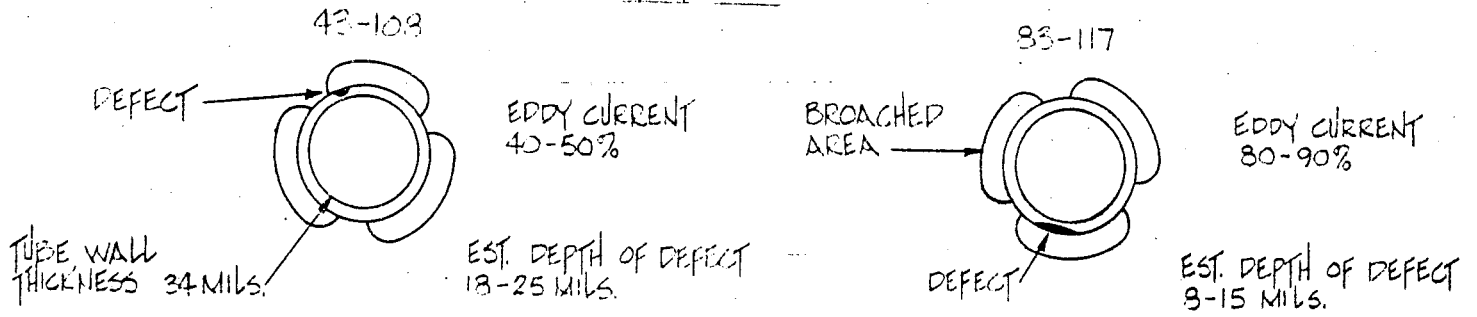 43-108
DEFECT
EDDY CURRENT
40-50%
TUBE WALL
THICKNESS 34 MILS.
EST. DEPTH OF DEFECT
18-25 MILS.
83-117
BROACHED
AREA
EDDY CURRENT
80-90%
DEFECT
EST. DEPTH OF DEFECT
8-15 MILS.